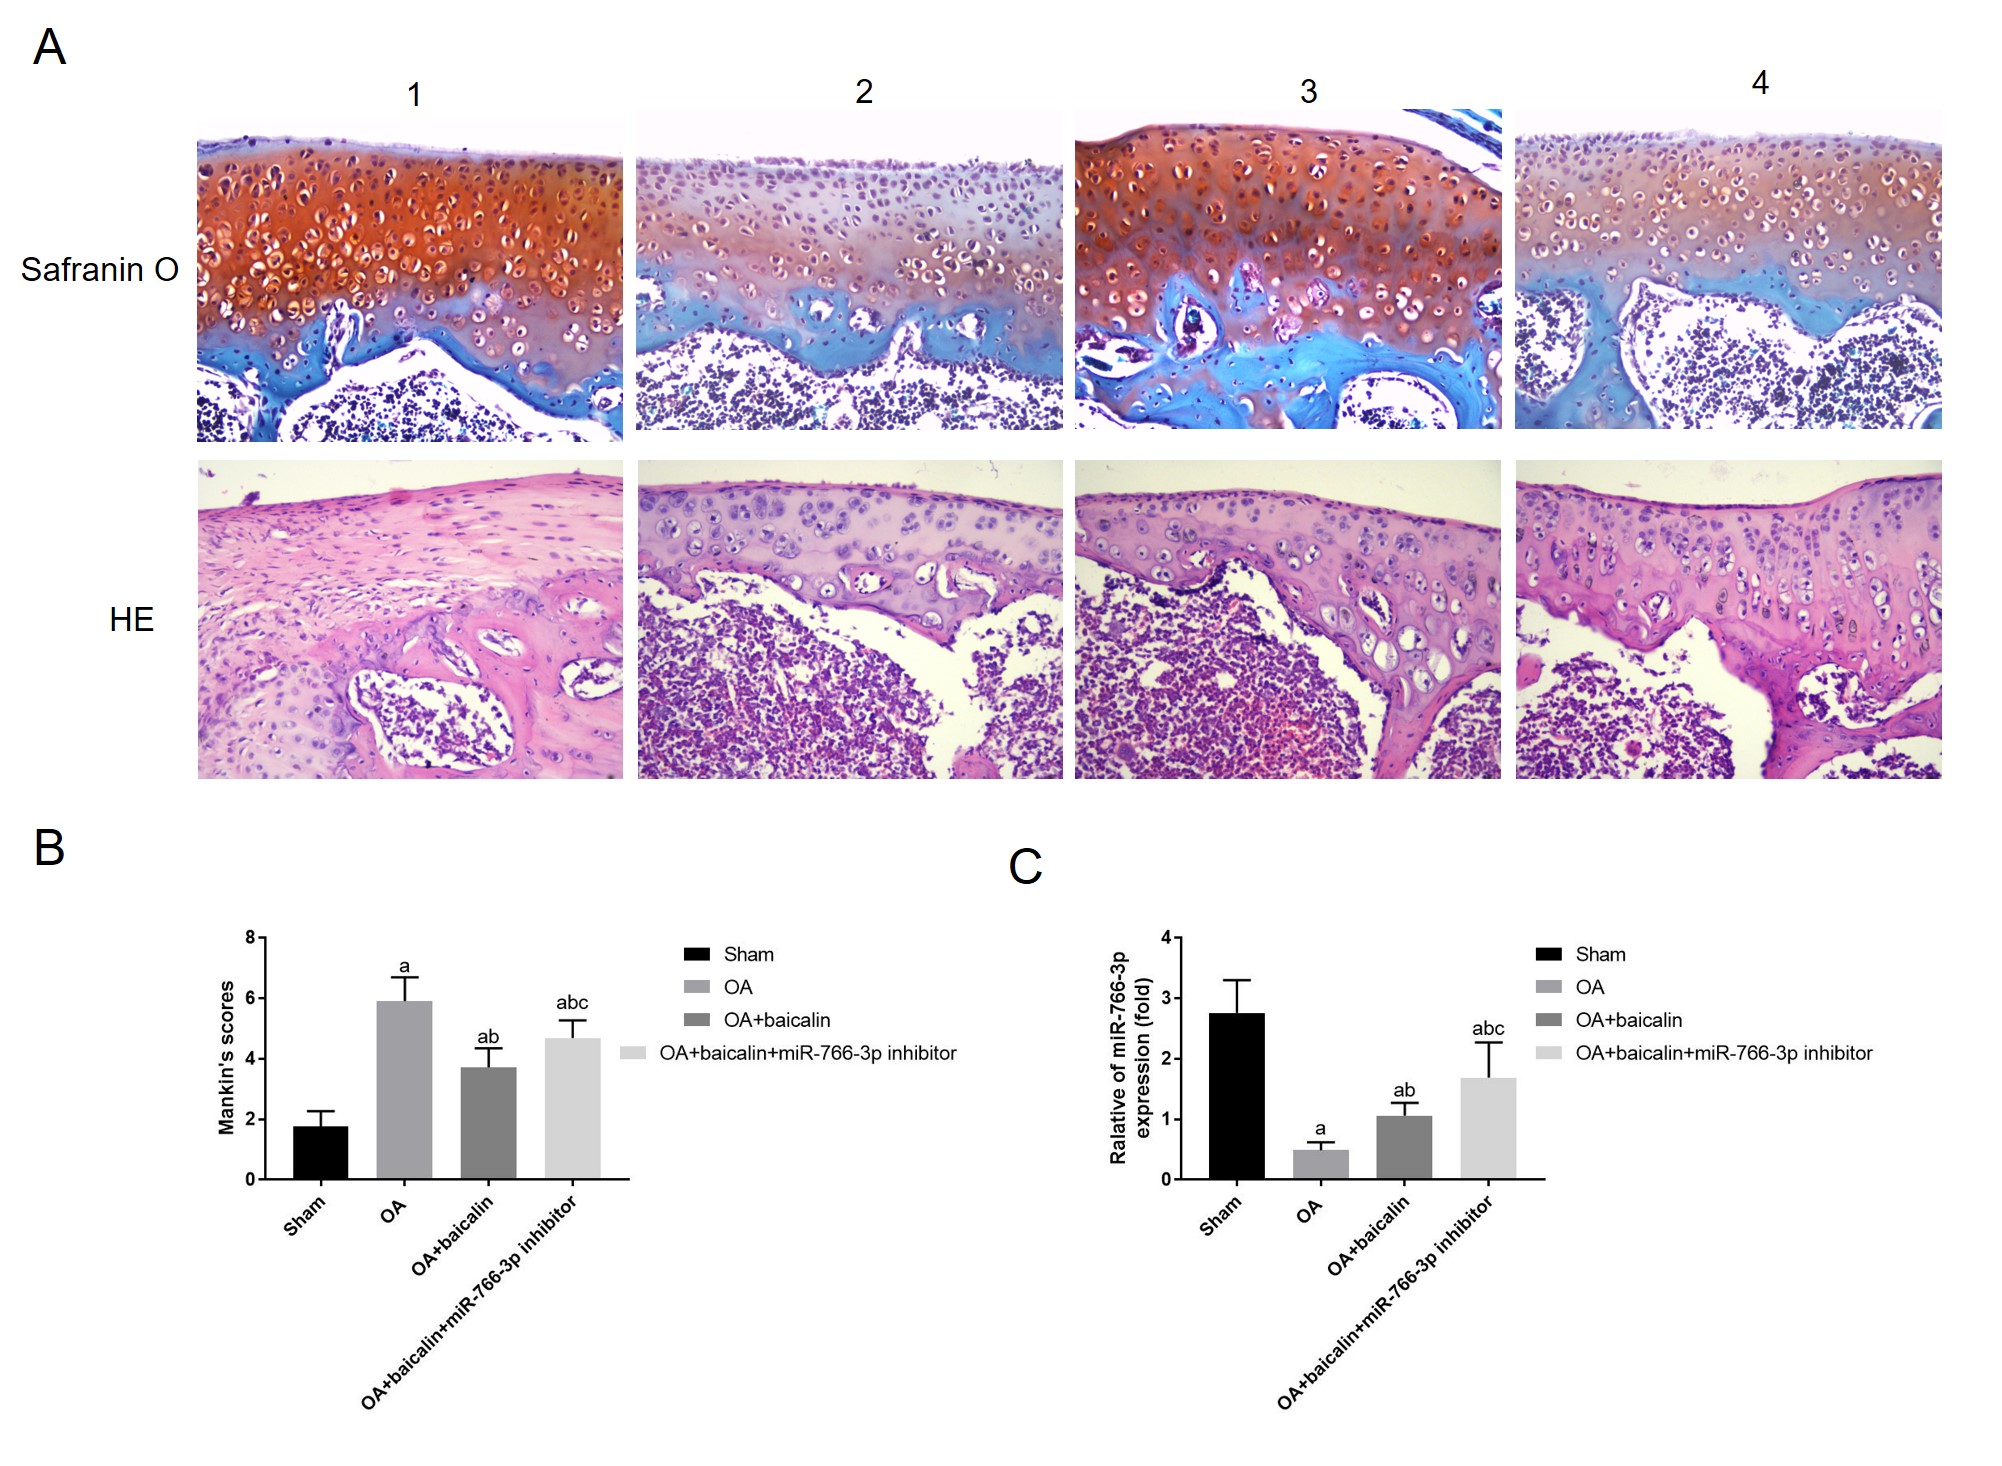 A
1
2
3
4
Safranin O
HE
B
Mankin's scores
8
6
4
2
0
a
ab
abc
Sham
OA
OA+baicalin
OA+baicalin+miR-766-3p inhibitor
Sham
OA
OA+baicalin
OA+baicalin+miR-766-3p inhibitor
C
Ralative of miR-766-3p
expression (fold)
4
3
2
1
0
a
ab
abc
Sham
OA
OA+baicalin
OA+baicalin+miR-766-3p inhibitor
Sham
OA
OA+baicalin
OA+baicalin+miR-766-3p inhibitor